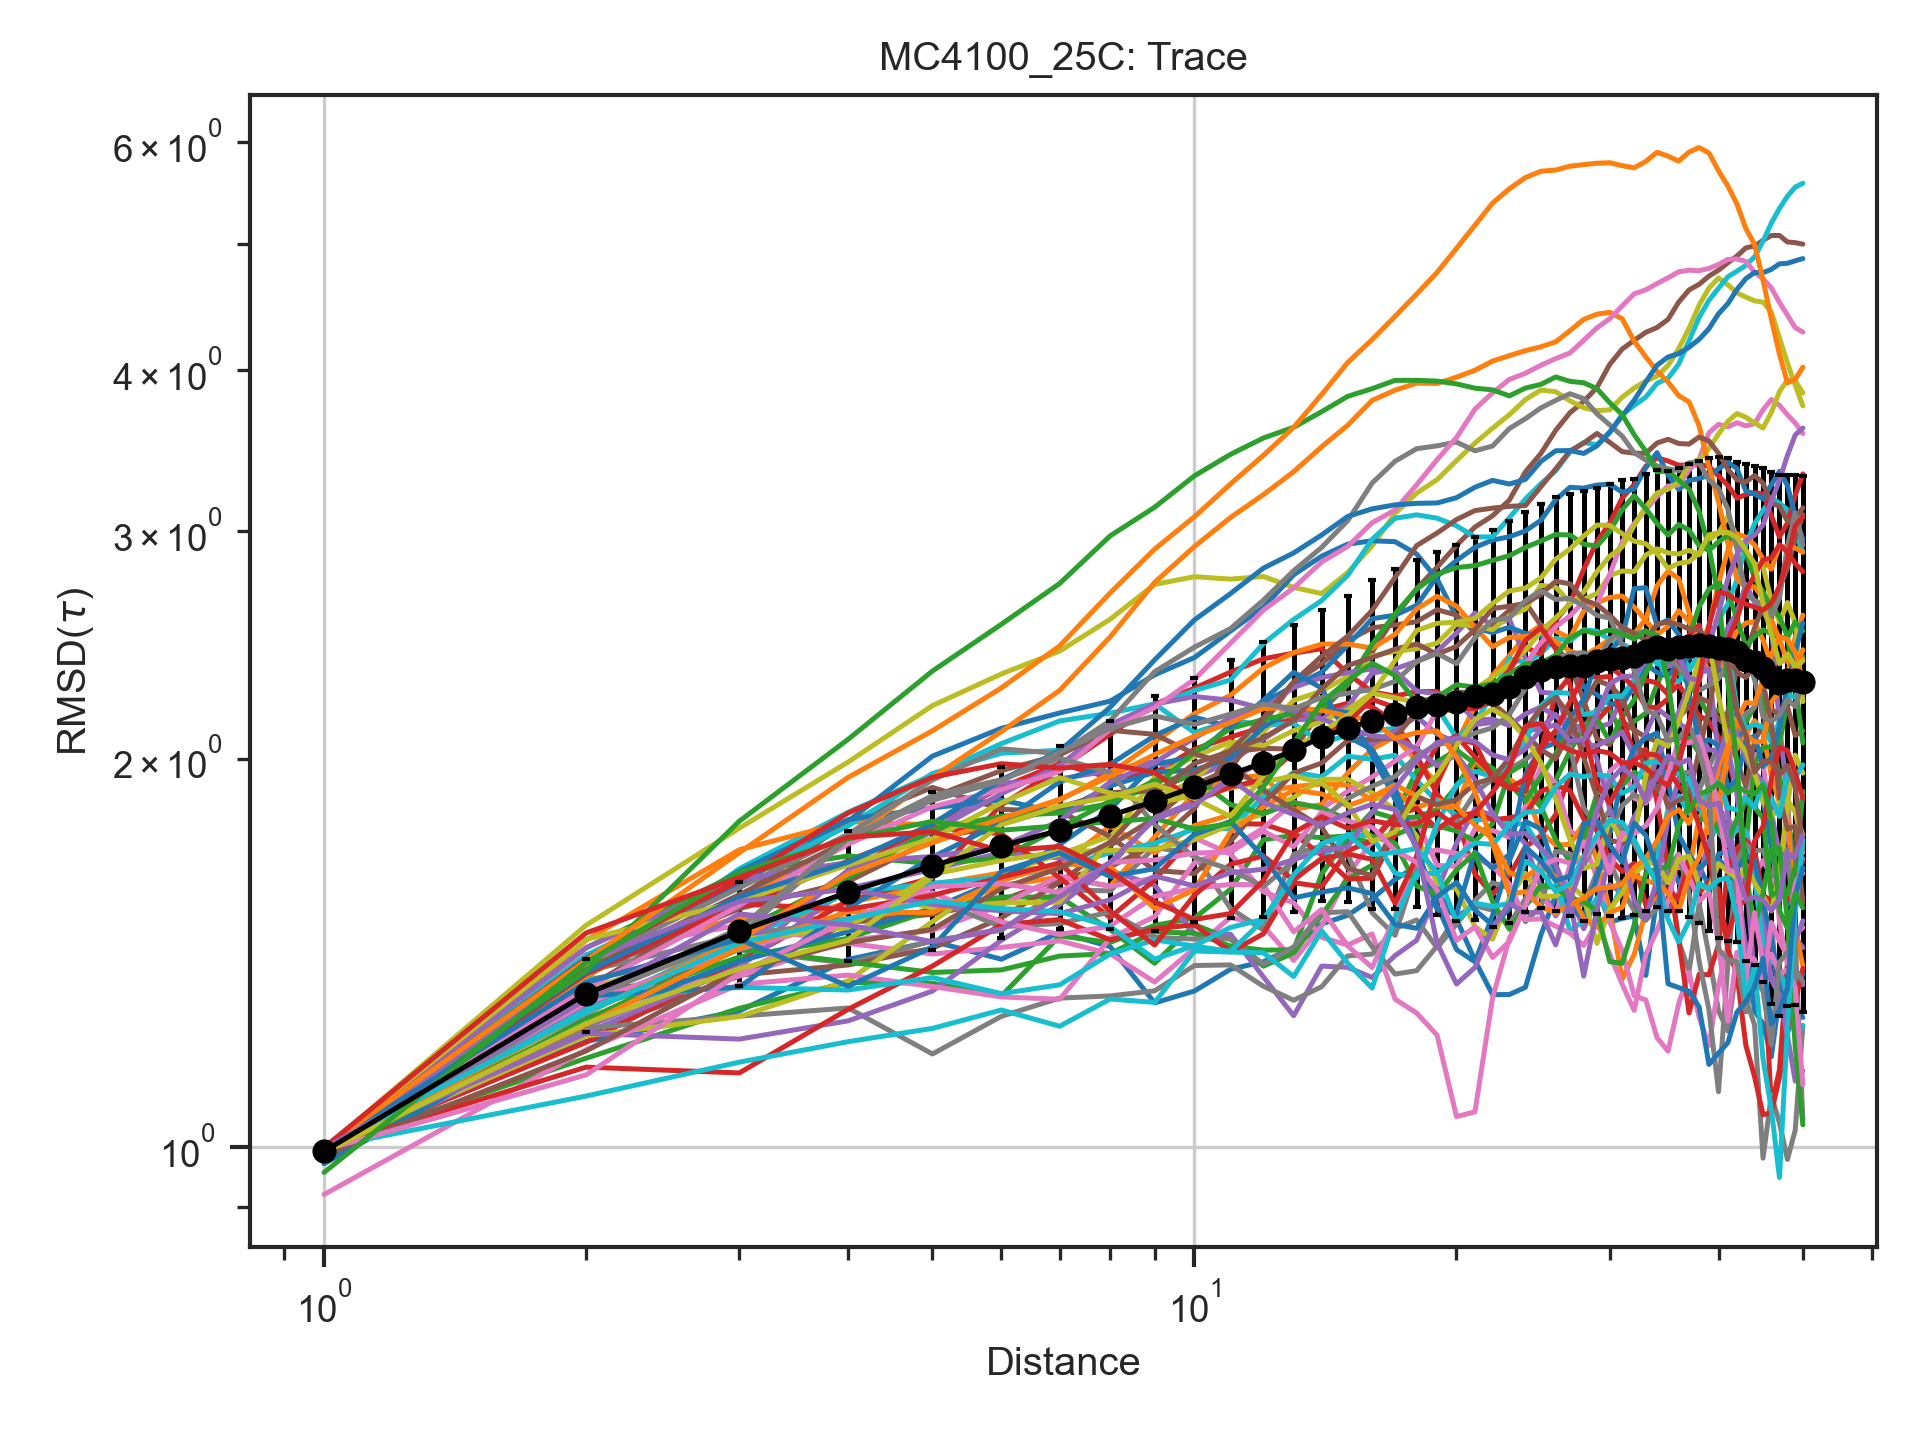 MC4100_25C: Trace
6 × 10⁰
4 × 10⁰
3 × 10⁰
2 × 10⁰
10⁰
RMSD(τ)
10⁰ 10¹
Distance